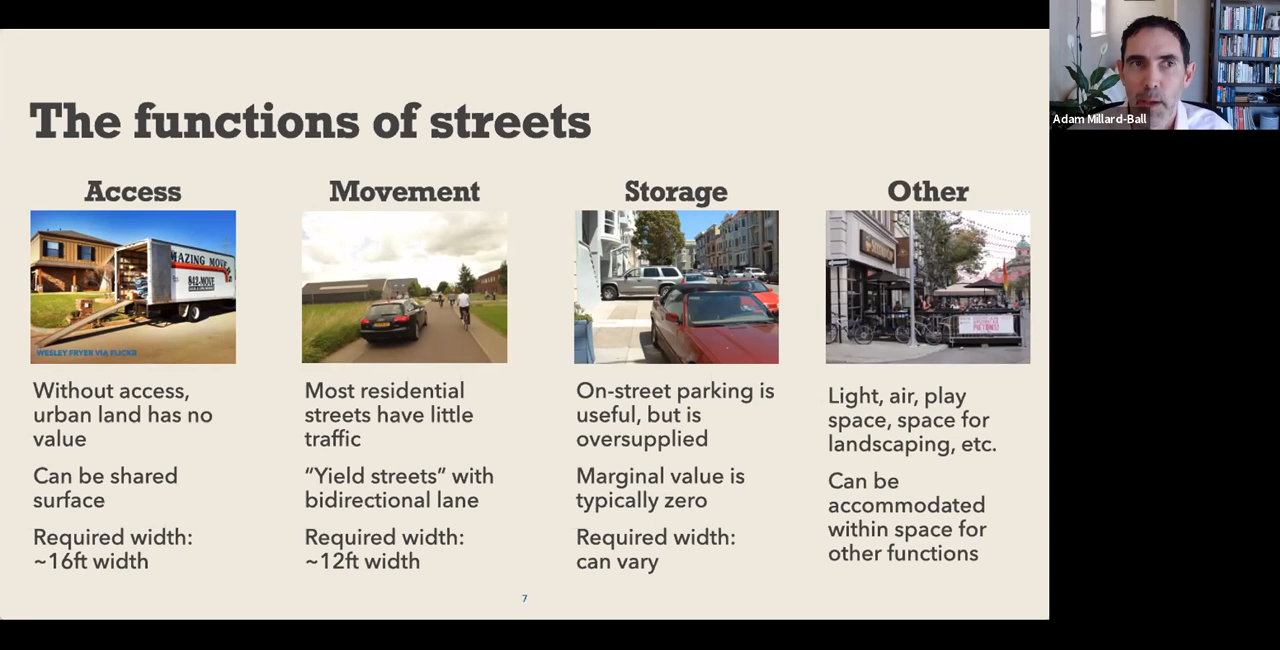 The functions of streets
Access
AMAZING MOVE
842-MOVE
WESLEY FRYER VIA FLICKR
Without access,
urban land has no
value
Can be shared
surface
Required width:
~16ft width
Movement
Most residential
streets have little
traffic
“Yield streets” with
bidirectional lane
Required width:
~12ft width
Storage
On-street parking is
useful, but is
oversupplied
Marginal value is
typically zero
Required width:
can vary
Other
Light, air, play
space, space for
landscaping, etc.
Can be
accommodated
within space for
other functions
7
Adam Millard-Ball